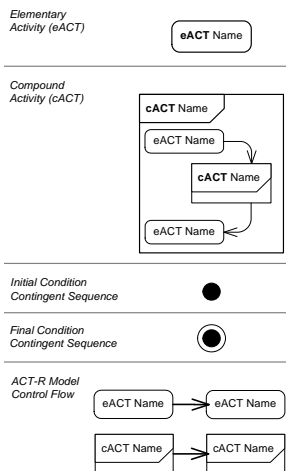 Elementary
Activity (eACT)
eACT Name
Compound
Activity (cACT)
cACT Name
eACT Name
cACT Name
eACT Name
Initial Condition
Contingent Sequence
Final Condition
Contingent Sequence
ACT-R Model
Control Flow
eACT Name eACT Name
cACT Name cACT Name